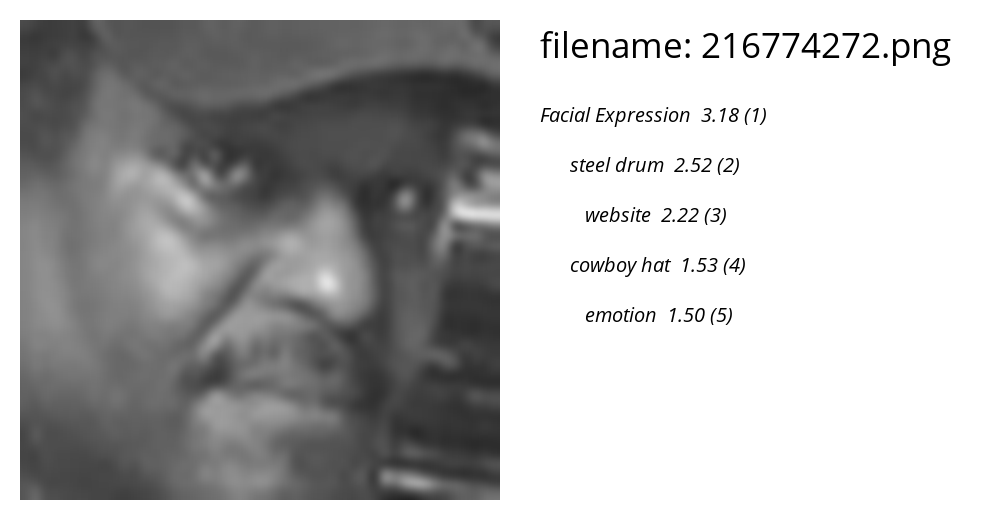 filename: 216774272.png
Facial Expression 3.18 (1)
steel drum 2.52 (2)
website 2.22 (3)
cowboy hat 1.53 (4)
emotion 1.50 (5)